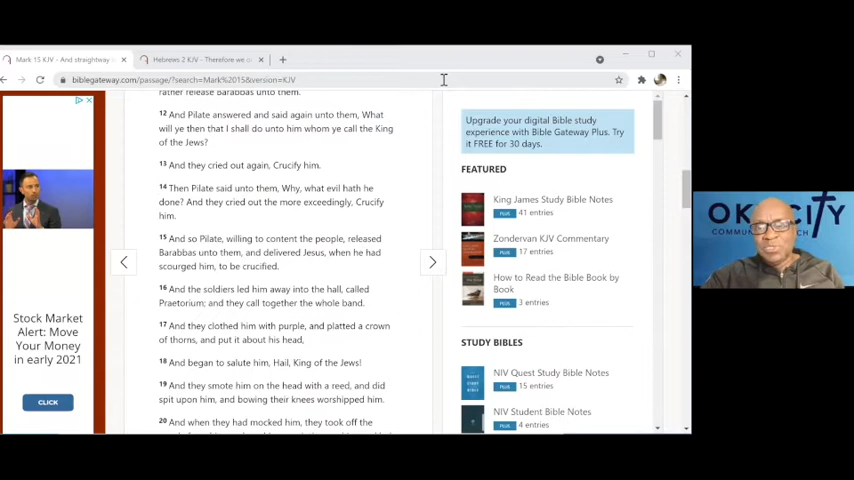 Mark 15 KJV - And straightway
Hebrews 2 KJV - Therefore we
biblegateway.com/passage/?search=Mark%2015&version=KJV
rather release Barabbas unto them.
12 And Pilate answered and said again unto them, What
will ye then that I shall do unto him whom ye call the King
of the Jews?
13 And they cried out again, Crucify him.
14 Then Pilate said unto them, Why, what evil hath he
done? And they cried out the more exceedingly, Crucify
him.
15 And so Pilate, willing to content the people, released
Barabbas unto them, and delivered Jesus, when he had
scourged him, to be crucified.
16 And the soldiers led him away into the hall, called
Praetorium; and they call together the whole band.
17 And they clothed him with purple, and platted a crown
of thorns, and put it about his head,
18 And began to salute him, Hail, King of the Jews!
19 And they smote him on the head with a reed, and did
spit upon him, and bowing their knees worshipped him.
20 And when they had mocked him, they took off the
Stock Market
Alert: Move
Your Money
in early 2021
CLICK
Upgrade your digital Bible study
experience with Bible Gateway Plus. Try
it FREE for 30 days.
FEATURED
King James Study Bible Notes
PLUS 41 entries
Zondervan KJV Commentary
PLUS 17 entries
How to Read the Bible Book by
Book
PLUS 3 entries
STUDY BIBLES
NIV Quest Study Bible Notes
PLUS 15 entries
NIV Student Bible Notes
PLUS 4 entries